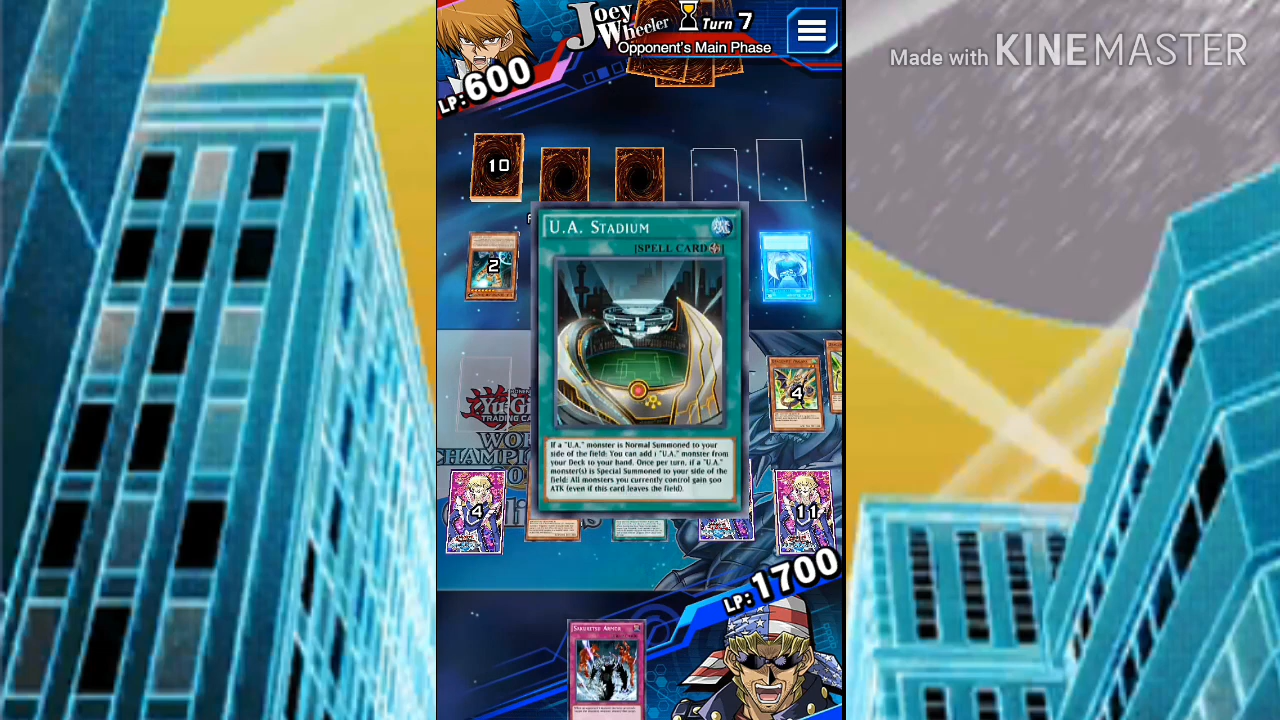 Joey
Wheeler
Turn 7
Opponent's Main Phase
LP:600
Made with KINEMASTER
10
U.A. STADIUM
[SPELL CARD]
2
If a "U.A." monster is Normal Summoned to your
side of the field: You can add 1 "U.A." monster from
your Deck to your hand. Once per turn, if a "U.A."
monster(s) is Special Summoned to your side of the
field: All monsters you currently control gain 500
ATK (even if this card leaves the field).
4
4
11
LP:1700
SAKURETSU ARMOR